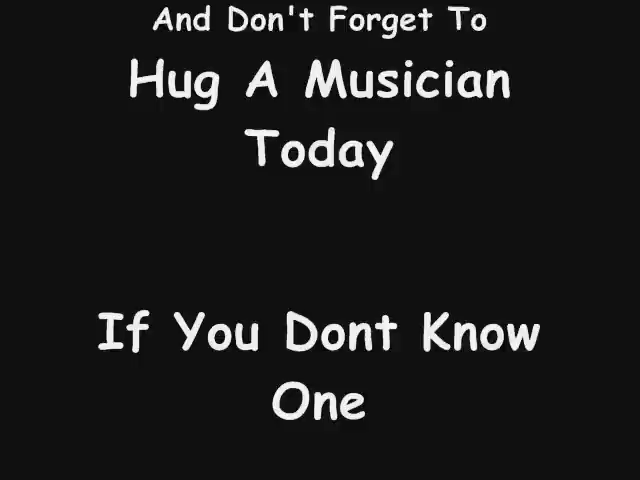 And Don't Forget To
Hug A Musician
Today
If You Dont Know
One